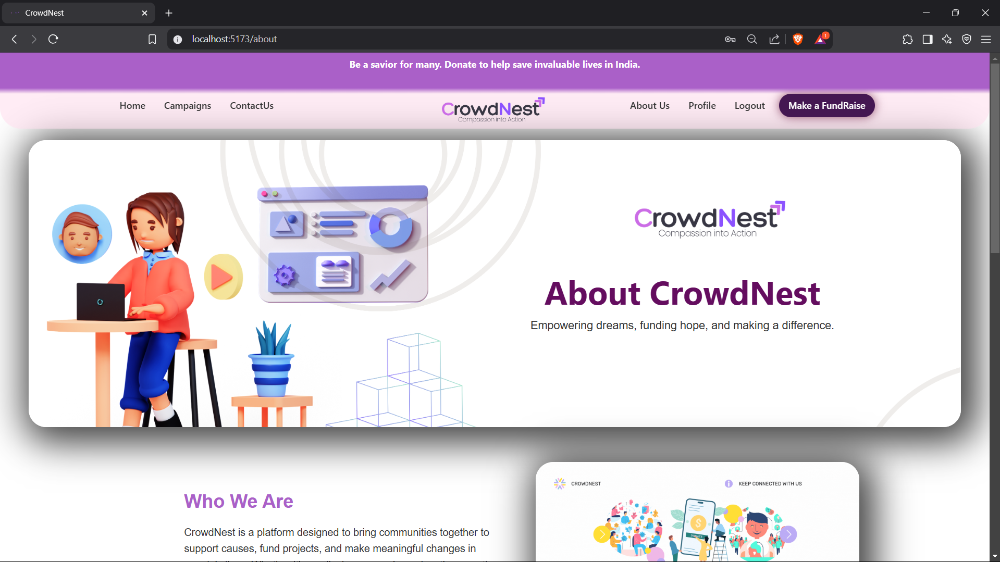 CrowdNest
localhost:5173/about
1
Be a savior for many. Donate to help save invaluable lives in India.
Home Campaigns ContactUs CrowdNest About Us Profile Logout Make a FundRaise
Compassion into Action
CrowdNest
Compassion into Action
About CrowdNest
Empowering dreams, funding hope, and making a difference.
CROWDNEST KEEP CONNECTED WITH US
DONATE
Who We Are
CrowdNest is a platform designed to bring communities together to
support causes, fund projects, and make meaningful changes in